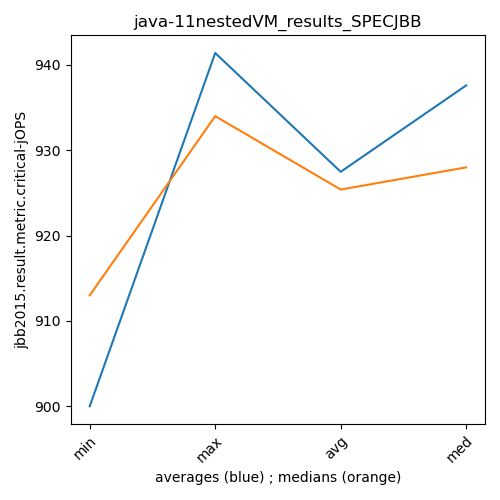 java-11nestedVM_results_SPECJBB
jbb2015.result.metric.critical-jOPS
940
930
920
910
900
min
max
avg
med
averages (blue) ; medians (orange)